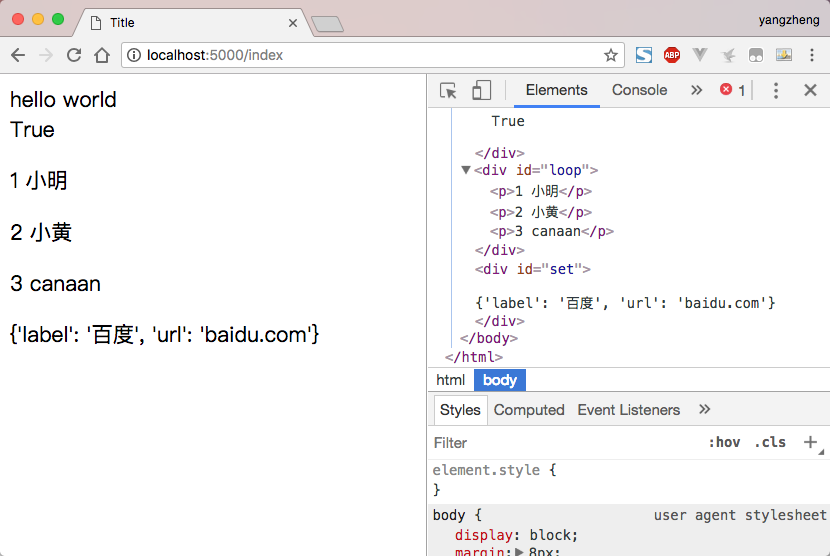 Title
yangzheng
localhost:5000/index
ABP
hello world
True
1 小明
2 小黄
3 canaan
{'label': '百度', 'url': 'baidu.com'}
Elements
Console
1
True
</div>
<div id="loop">
<p>1 小明</p>
<p>2 小黄</p>
<p>3 canaan</p>
</div>
<div id="set">
{'label': '百度', 'url': 'baidu.com'}
</div>
</body>
</html>
html body
Styles Computed Event Listeners
Filter :hov .cls
element.style {
}
body { user agent stylesheet
display: block;
margin: 8px;